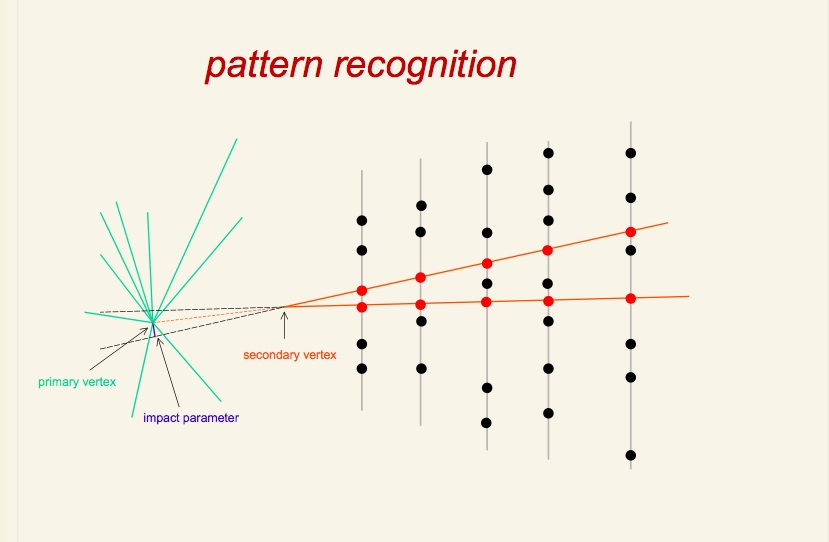 pattern recognition
secondary vertex
primary vertex
impact parameter